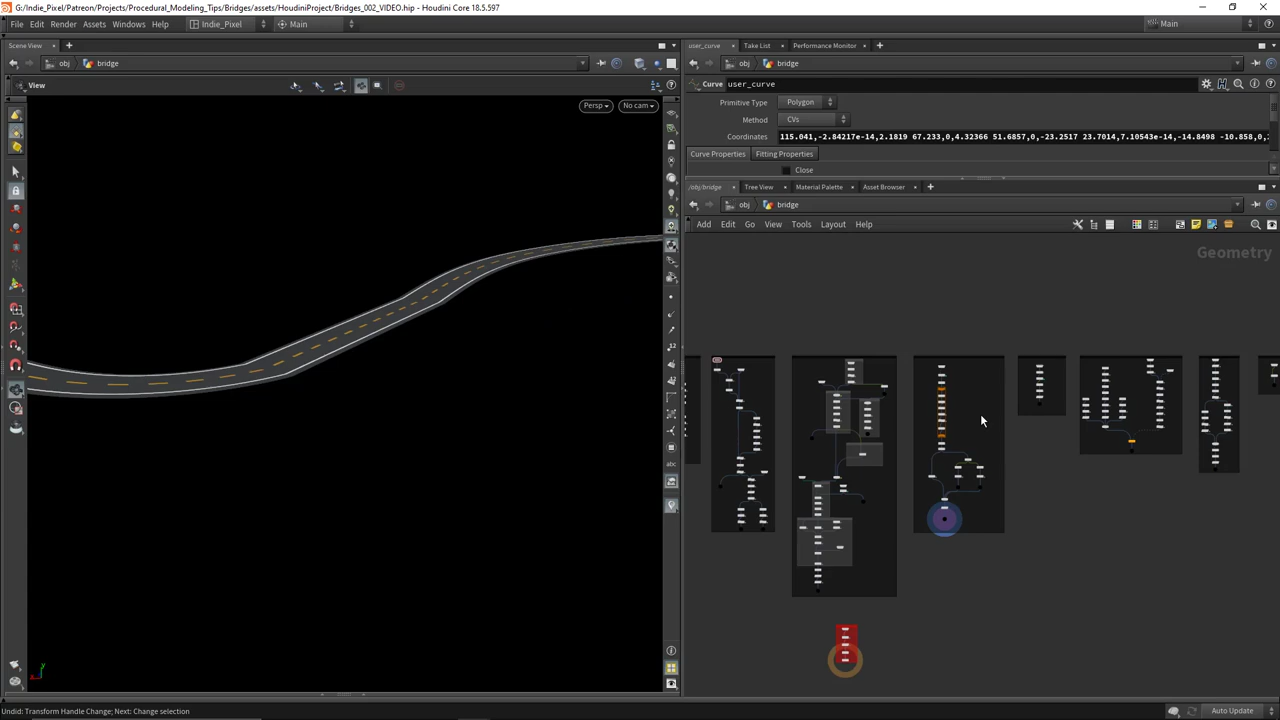 G:/Indie_Pixel/Patreon/Projects/Procedural_Modeling_Tips/Bridges/assets/HoudiniProject/Bridges_002_VIDEO.hip - Houdini Core 18.5.597
File Edit Render Assets Windows Help Indie_Pixel Main Main
Scene View
obj bridge
View
Persp No cam
user_curve Take List Performance Monitor
obj bridge
Curve user_curve
Primitive Type Polygon
Method CVs
Coordinates 115.041,-2.84217e-14,2.1819 67.233,0,4.32366 51.6857,0,-23.2517 23.7014,7.10543e-14,-14.8498 -10.858,0,
Curve Properties Fitting Properties
Close
/obj/bridge Tree View Material Palette Asset Browser
obj bridge
Add Edit Go View Tools Layout Help
Geometry
abc
Undid: Transform Handle Change; Next: Change selection
Auto Update